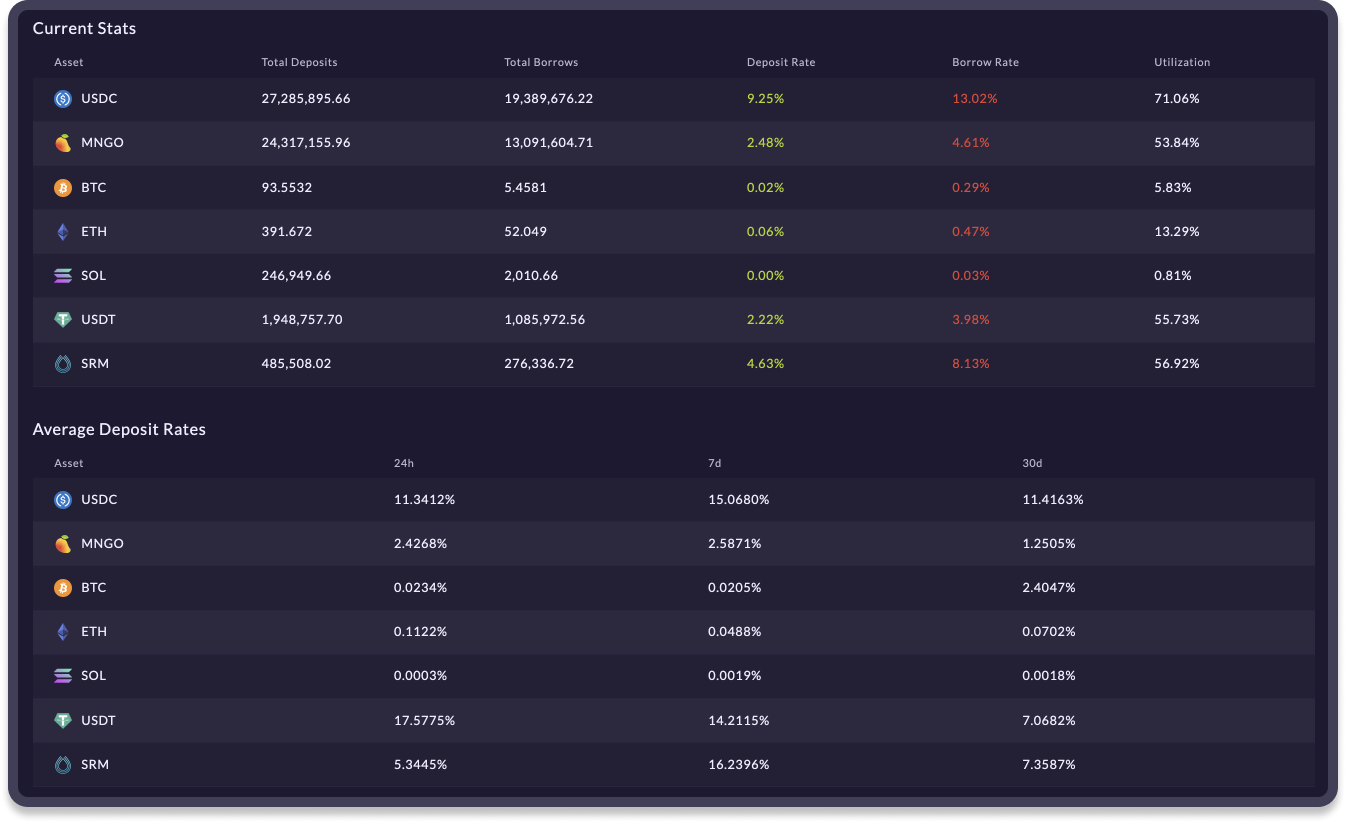 Current Stats
Asset Total Deposits Total Borrows Deposit Rate Borrow Rate Utilization
USDC 27,285,895.66 19,389,676.22 9.25% 13.02% 71.06%
MNGO 24,317,155.96 13,091,604.71 2.48% 4.61% 53.84%
BTC 93.5532 5.4581 0.02% 0.29% 5.83%
ETH 391.672 52.049 0.06% 0.47% 13.29%
SOL 246,949.66 2,010.66 0.00% 0.03% 0.81%
USDT 1,948,757.70 1,085,972.56 2.22% 3.98% 55.73%
SRM 485,508.02 276,336.72 4.63% 8.13% 56.92%
Average Deposit Rates
Asset 24h 7d 30d
USDC 11.3412% 15.0680% 11.4163%
MNGO 2.4268% 2.5871% 1.2505%
BTC 0.0234% 0.0205% 2.4047%
ETH 0.1122% 0.0488% 0.0702%
SOL 0.0003% 0.0019% 0.0018%
USDT 17.5775% 14.2115% 7.0682%
SRM 5.3445% 16.2396% 7.3587%